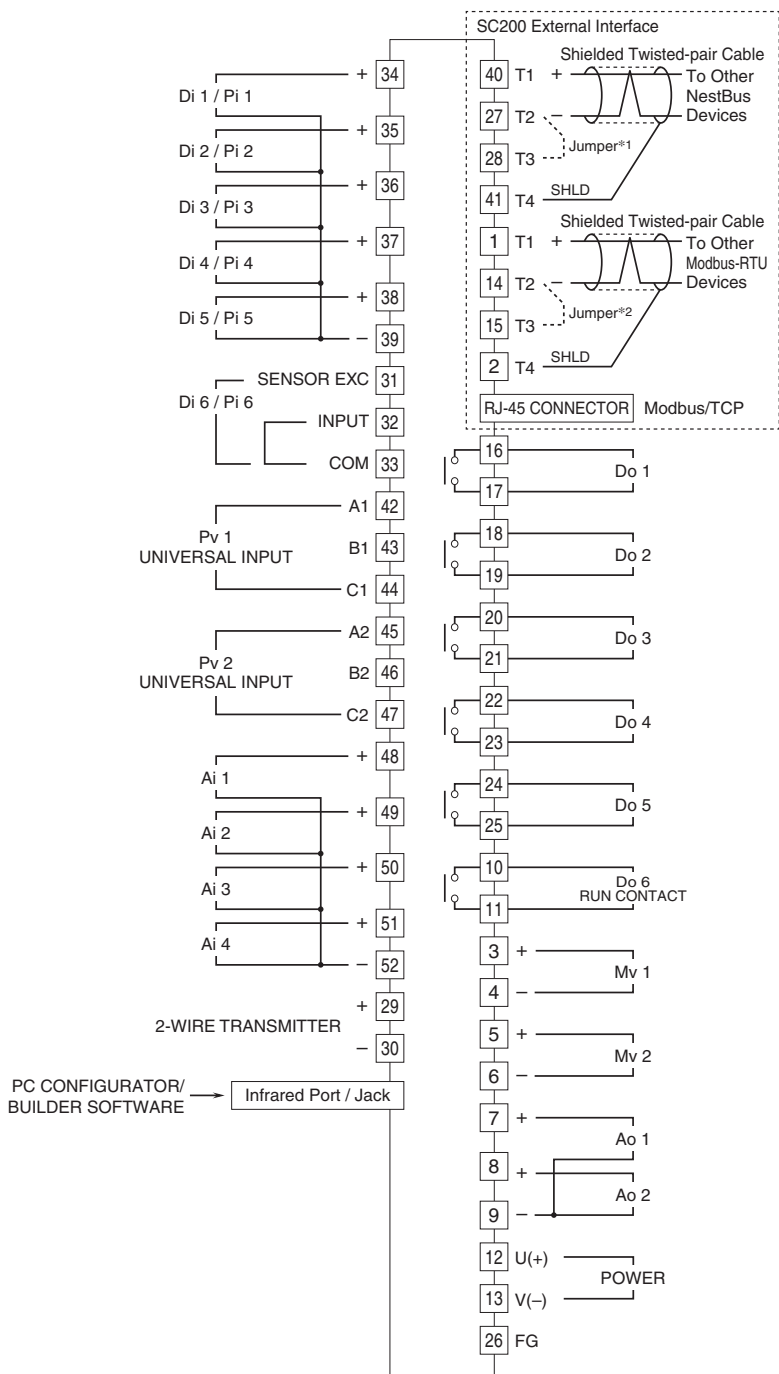 SC200 External Interface
Shielded Twisted-pair Cable
40 T1 + To Other
NestBus
27 T2 − Devices
Jumper*1
28 T3
41 T4 SHLD
Shielded Twisted-pair Cable
1 T1 + To Other
Modbus-RTU
14 T2 − Devices
Jumper*2
15 T3
2 T4 SHLD
RJ-45 CONNECTOR Modbus/TCP
+ 34
Di 1 / Pi 1
+ 35
Di 2 / Pi 2
+ 36
Di 3 / Pi 3
+ 37
Di 4 / Pi 4
+ 38
Di 5 / Pi 5
− 39
SENSOR EXC 31
Di 6 / Pi 6
INPUT 32
COM 33
A1 42
Pv 1
UNIVERSAL INPUT
B1 43
C1 44
A2 45
Pv 2
UNIVERSAL INPUT
B2 46
C2 47
+ 48
Ai 1
+ 49
Ai 2
+ 50
Ai 3
+ 51
Ai 4
− 52
+ 29
2-WIRE TRANSMITTER
− 30
PC CONFIGURATOR/
BUILDER SOFTWARE
Infrared Port / Jack
16
Do 1
17
18
Do 2
19
20
Do 3
21
22
Do 4
23
24
Do 5
25
10
Do 6
RUN CONTACT
11
3 +
Mv 1
4 −
5 +
Mv 2
6 −
7 +
Ao 1
8 +
Ao 2
9 −
12 U(+)
POWER
13 V(−)
26 FG